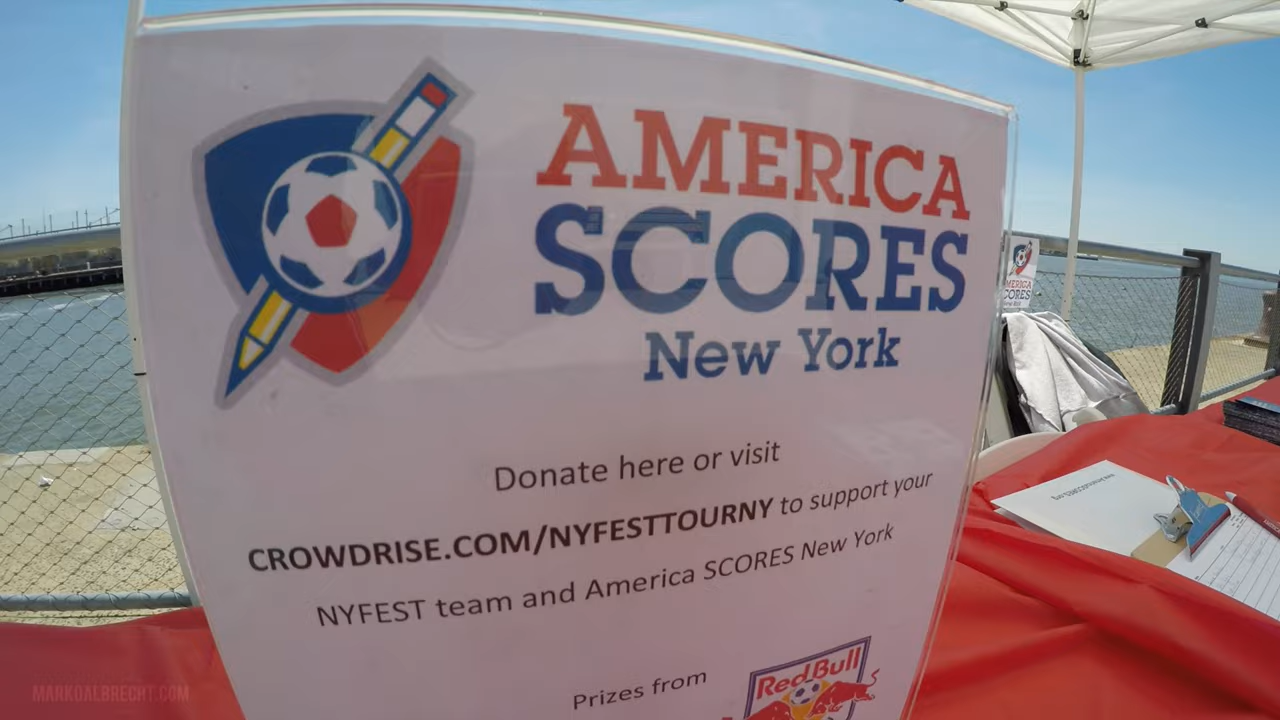 AMERICA
SCORES
New York
Donate here or visit
CROWDRISE.COM/NYFESTTOURNY to support your
NYFEST team and America SCORES New York
Prizes from
Red Bull
AMERICA
SCORES
MARKDALBRECHT.COM